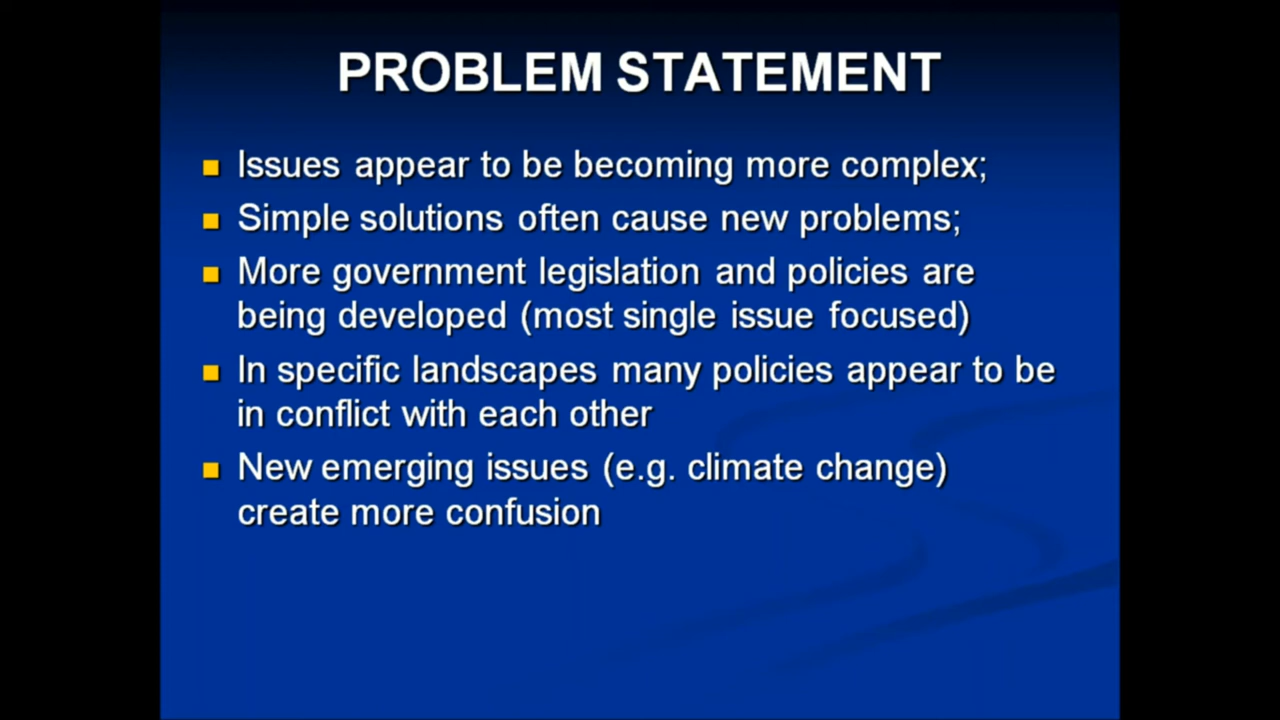 PROBLEM STATEMENT
Issues appear to be becoming more complex;
Simple solutions often cause new problems;
More government legislation and policies are
being developed (most single issue focused)
In specific landscapes many policies appear to be
in conflict with each other
New emerging issues (e.g. climate change)
create more confusion